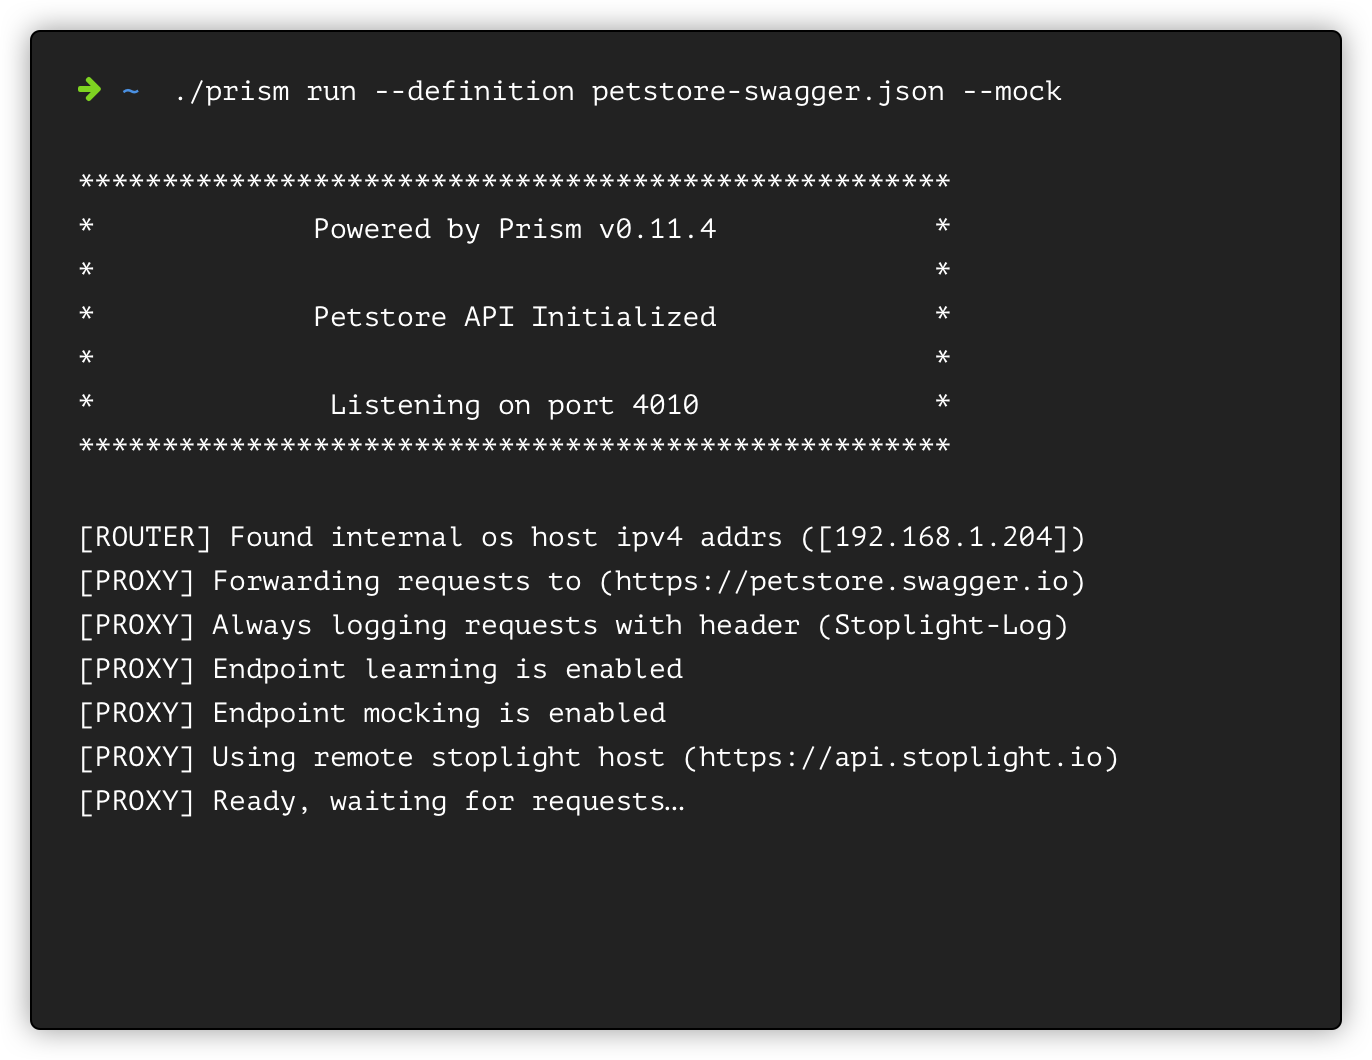 ➜ ~ ./prism run --definition petstore-swagger.json --mock
****************************************************
* Powered by Prism v0.11.4 *
* *
* Petstore API Initialized *
* *
* Listening on port 4010 *
****************************************************
[ROUTER] Found internal os host ipv4 addrs ([192.168.1.204])
[PROXY] Forwarding requests to (https://petstore.swagger.io)
[PROXY] Always logging requests with header (Stoplight-Log)
[PROXY] Endpoint learning is enabled
[PROXY] Endpoint mocking is enabled
[PROXY] Using remote stoplight host (https://api.stoplight.io)
[PROXY] Ready, waiting for requests…